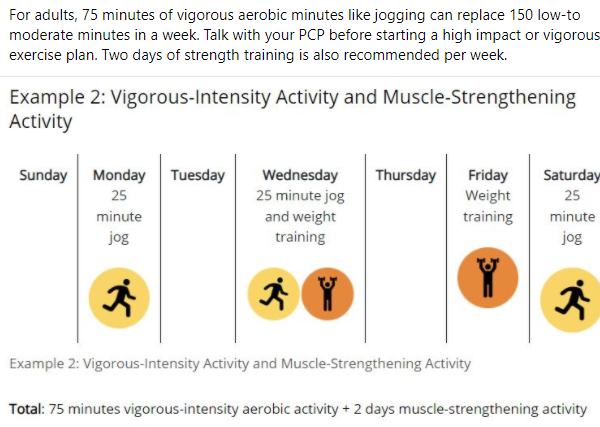 For adults, 75 minutes of vigorous aerobic minutes like jogging can replace 150 low-to
moderate minutes in a week. Talk with your PCP before starting a high impact or vigorous
exercise plan. Two days of strength training is also recommended per week.
Example 2: Vigorous-Intensity Activity and Muscle-Strengthening
Activity
Sunday
Monday
25
minute
jog
Tuesday
Wednesday
25 minute jog
and weight
training
Thursday
Friday
Weight
training
Saturday
25
minute
jog
Example 2: Vigorous-Intensity Activity and Muscle-Strengthening Activity
Total: 75 minutes vigorous-intensity aerobic activity + 2 days muscle-strengthening activity